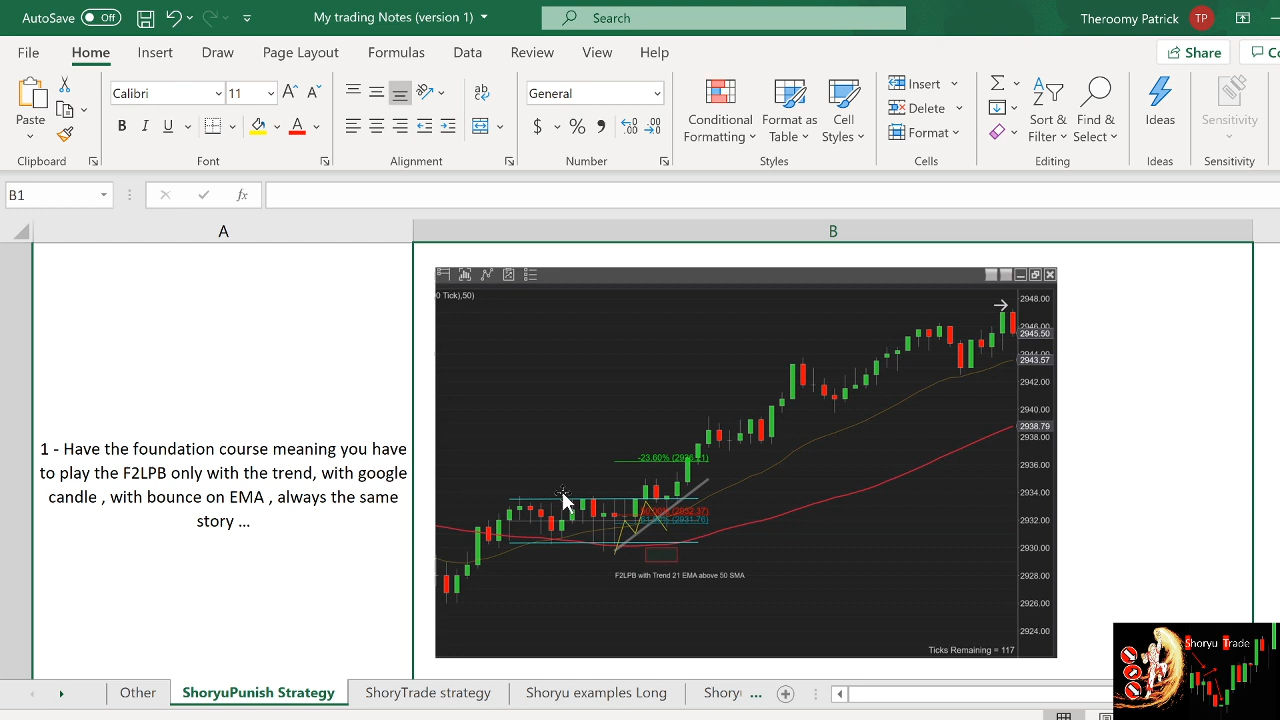 AutoSave Off My trading Notes (version 1) Search Theroomy Patrick TP
File Home Insert Draw Page Layout Formulas Data Review View Help Share
Paste Calibri 11 General Conditional Formatting Format as Table Cell Styles Insert Delete Format Sort & Filter Find & Select Ideas Sensitivity
Clipboard Font Alignment Number Styles Cells Editing Ideas Sensitivity
B1 fx
A B
0 Tick),50)
2948.00
2946.00
2945.50
2944.00
2943.57
2942.00
2940.00
2938.79
2938.00
2936.00
2934.00
2932.00
2930.00
2928.00
2926.00
2924.00
F2LPB with Trend 21 EMA above 50 SMA
Ticks Remaining = 117
1 - Have the foundation course meaning you have
to play the F2LPB only with the trend, with google
candle , with bounce on EMA , always the same
story ...
Shoryu Trade
Other ShoryuPunish Strategy ShoryTrade strategy Shoryu examples Long ...